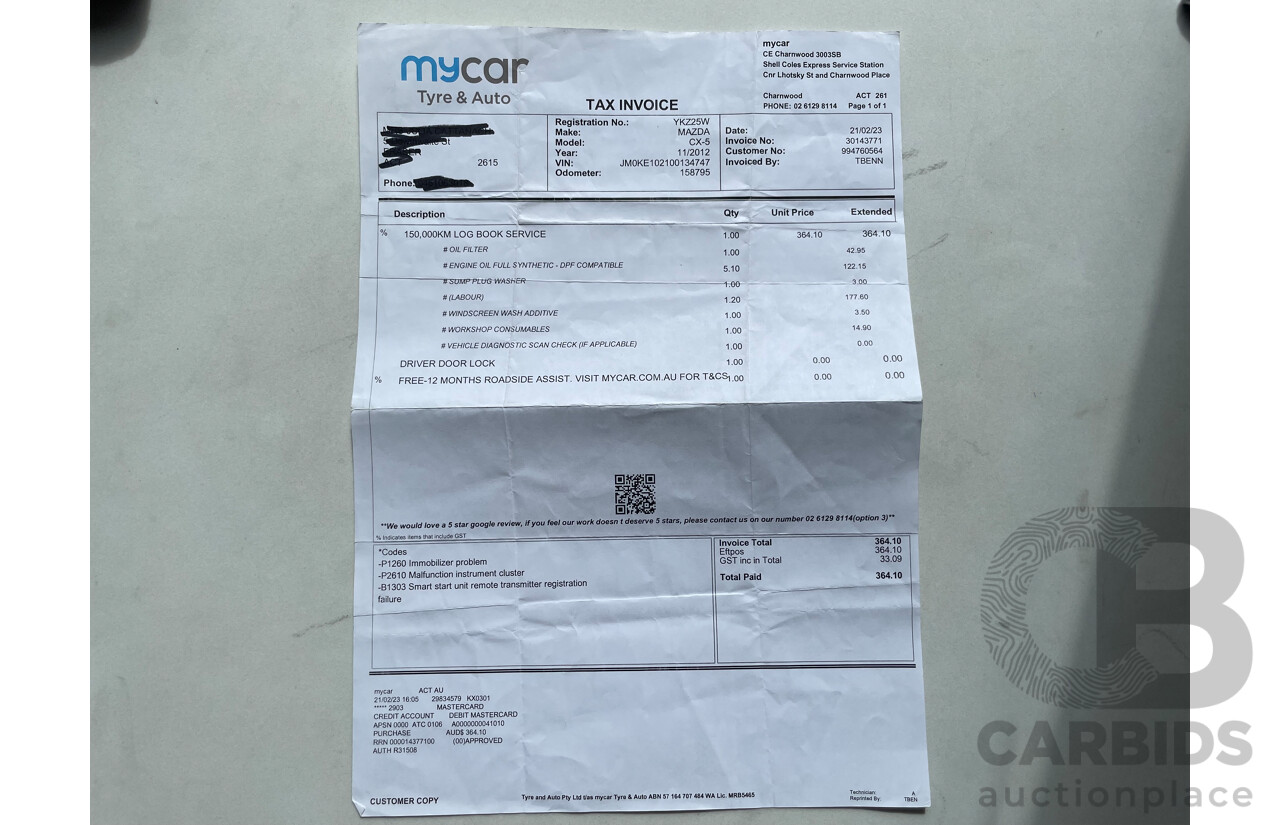 mycar
Tyre & Auto
TAX INVOICE
mycar
CE Charnwood 3003SB
Shell Coles Express Service Station
Cnr Lhotsky St and Charnwood Place
Charnwood ACT 261
PHONE: 02 6129 8114 Page 1 of 1
St
2615
Phone:
Registration No.: YKZ25W
Make: MAZDA
Model: CX-5
Year: 11/2012
VIN: JM0KE102100134747
Odometer: 158795
Date: 21/02/23
Invoice No: 30143771
Customer No: 994760564
Invoiced By: TBENN
Description Qty Unit Price Extended
% 150,000KM LOG BOOK SERVICE 1.00 364.10 364.10
# OIL FILTER 1.00 42.95
# ENGINE OIL FULL SYNTHETIC - DPF COMPATIBLE 5.10 122.15
# SUMP PLUG WASHER 1.00 3.00
# (LABOUR) 1.20 177.60
# WINDSCREEN WASH ADDITIVE 1.00 3.50
# WORKSHOP CONSUMABLES 1.00 14.90
# VEHICLE DIAGNOSTIC SCAN CHECK (IF APPLICABLE) 1.00 0.00
DRIVER DOOR LOCK 1.00 0.00 0.00
% FREE-12 MONTHS ROADSIDE ASSIST. VISIT MYCAR.COM.AU FOR T&CS 1.00 0.00 0.00
**We would love a 5 star google review, if you feel our work doesn t deserve 5 stars, please contact us on our number 02 6129 8114(option 3)**
% Indicates items that include GST
*Codes
-P1260 Immobilizer problem
-P2610 Malfunction instrument cluster
-B1303 Smart start unit remote transmitter registration
failure
Invoice Total 364.10
Eftpos 364.10
GST inc in Total 33.09
Total Paid 364.10
mycar ACT AU
21/02/23 16:05 29834579 KX0301
***** 2903 MASTERCARD
CREDIT ACCOUNT DEBIT MASTERCARD
APSN 0000 ATC 0106 A0000000041010
PURCHASE AUD$ 364.10
RRN 000014377100 (00)APPROVED
AUTH R31508
CUSTOMER COPY
Tyre and Auto Pty Ltd t/as mycar Tyre & Auto ABN 57 164 707 484 WA Lic. MRB5465
Technician: A
Reprinted By: TBEN
CB
CARBIDS
auctionplace